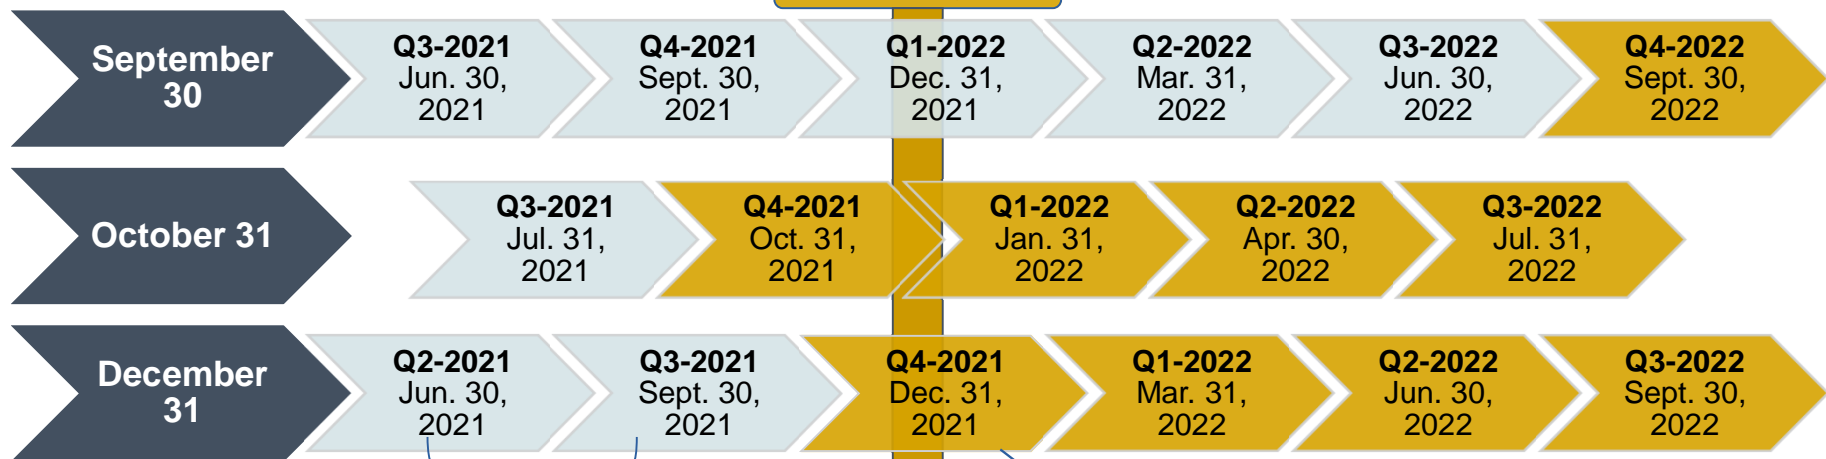 September
30
Q3-2021
Jun. 30,
2021
Q4-2021
Sept. 30,
2021
Q1-2022
Dec. 31,
2021
Q2-2022
Mar. 31,
2022
Q3-2022
Jun. 30,
2022
Q4-2022
Sept. 30,
2022
October 31
Q3-2021
Jul. 31,
2021
Q4-2021
Oct. 31,
2021
Q1-2022
Jan. 31,
2022
Q2-2022
Apr. 30,
2022
Q3-2022
Jul. 31,
2022
December
31
Q2-2021
Jun. 30,
2021
Q3-2021
Sept. 30,
2021
Q4-2021
Dec. 31,
2021
Q1-2022
Mar. 31,
2022
Q2-2022
Jun. 30,
2022
Q3-2022
Sept. 30,
2022